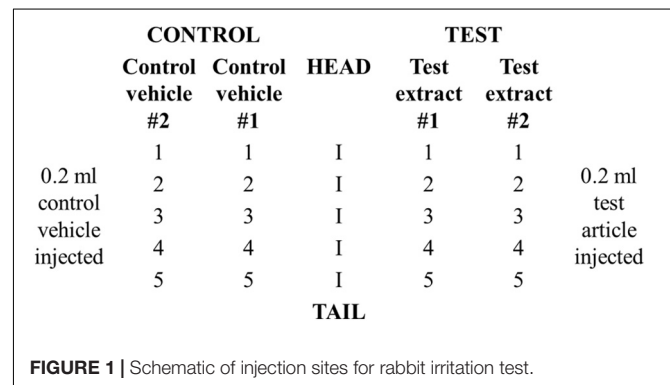 CONTROL TEST
Control Control HEAD Test Test
vehicle vehicle extract extract
#2 #1 #1 #2
1 1 I 1 1
0.2 ml 2 2 I 2 2 0.2 ml
control test
vehicle 3 3 I 3 3 article
injected 4 4 I 4 4 injected
5 5 I 5 5
TAIL
FIGURE 1 | Schematic of injection sites for rabbit irritation test.